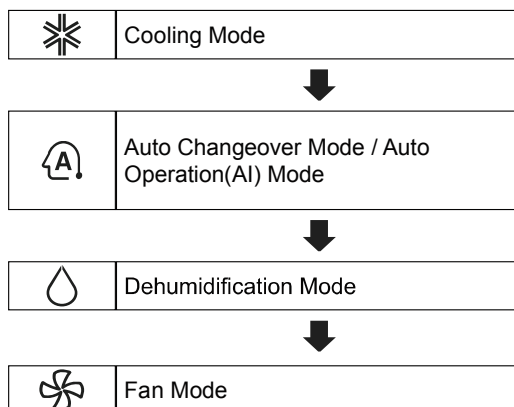 Cooling Mode
A
Auto Changeover Mode / Auto
Operation(AI) Mode
Dehumidification Mode
Fan Mode